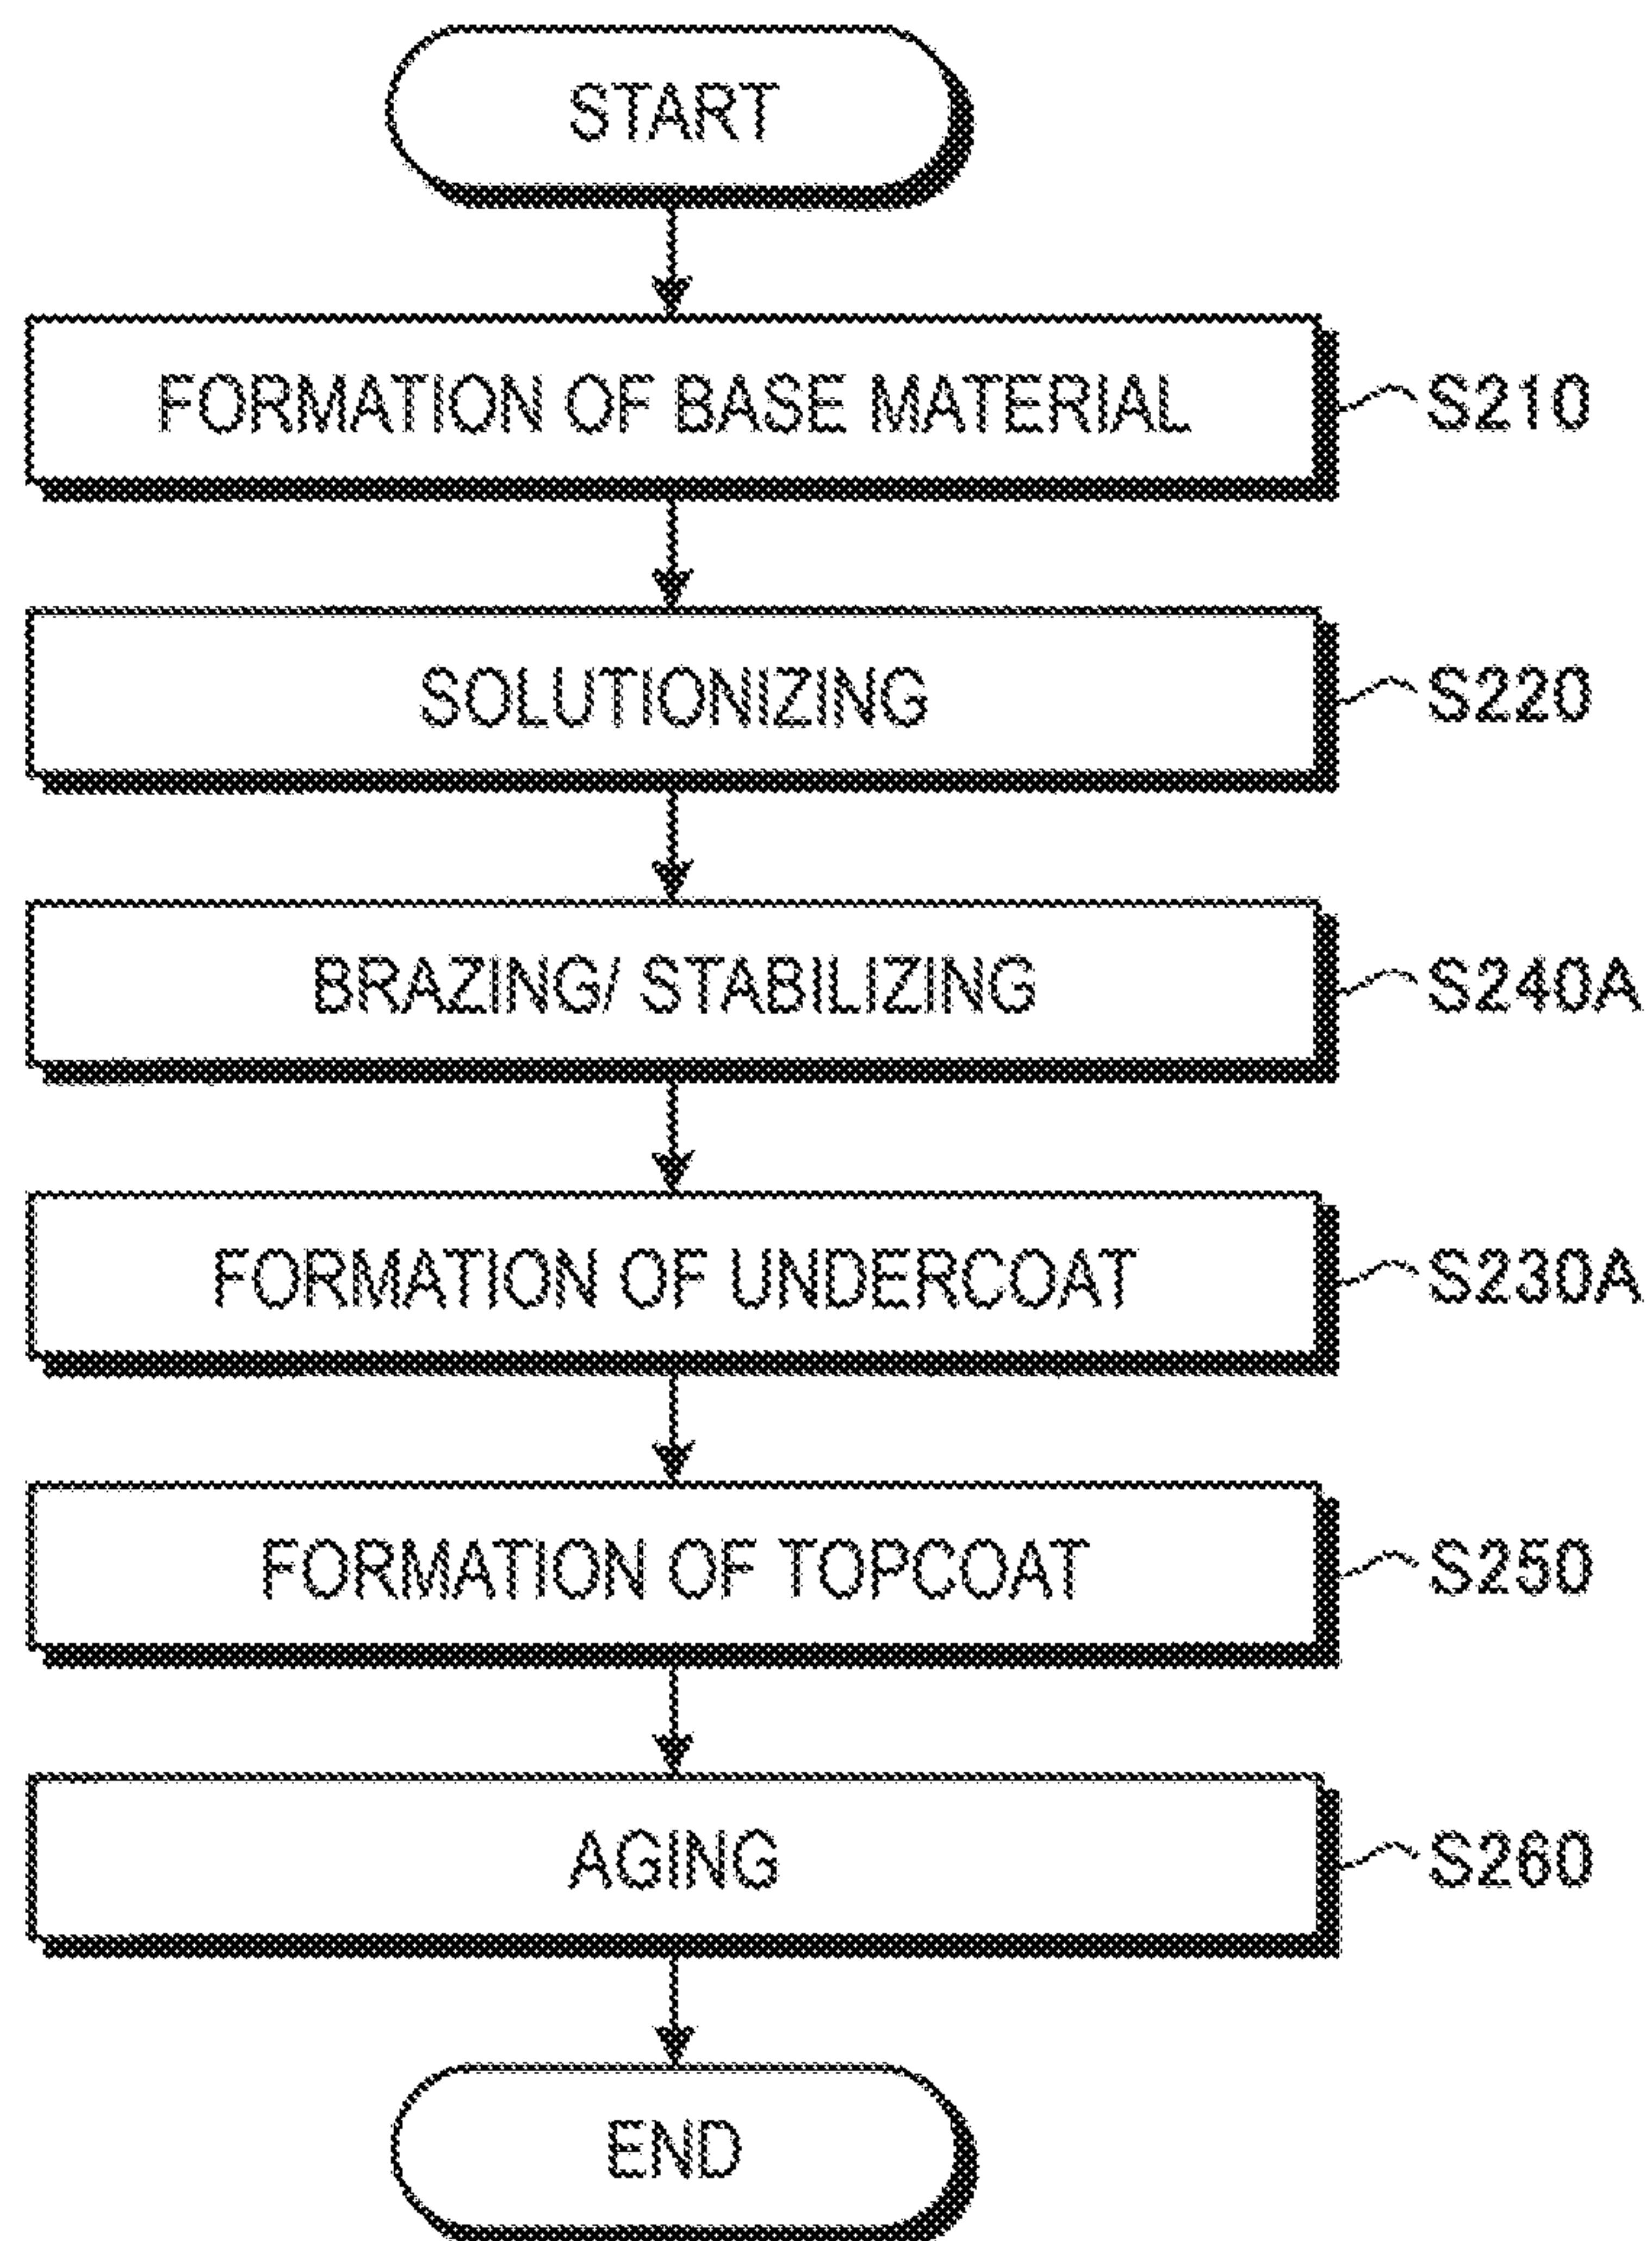 START
FORMATION OF BASE MATERIAL
S210
SOLUTIONIZING
S220
BRAZING/ STABILIZING
S240A
FORMATION OF UNDERCOAT
S230A
FORMATION OF TOPCOAT
S250
AGING
S260
END